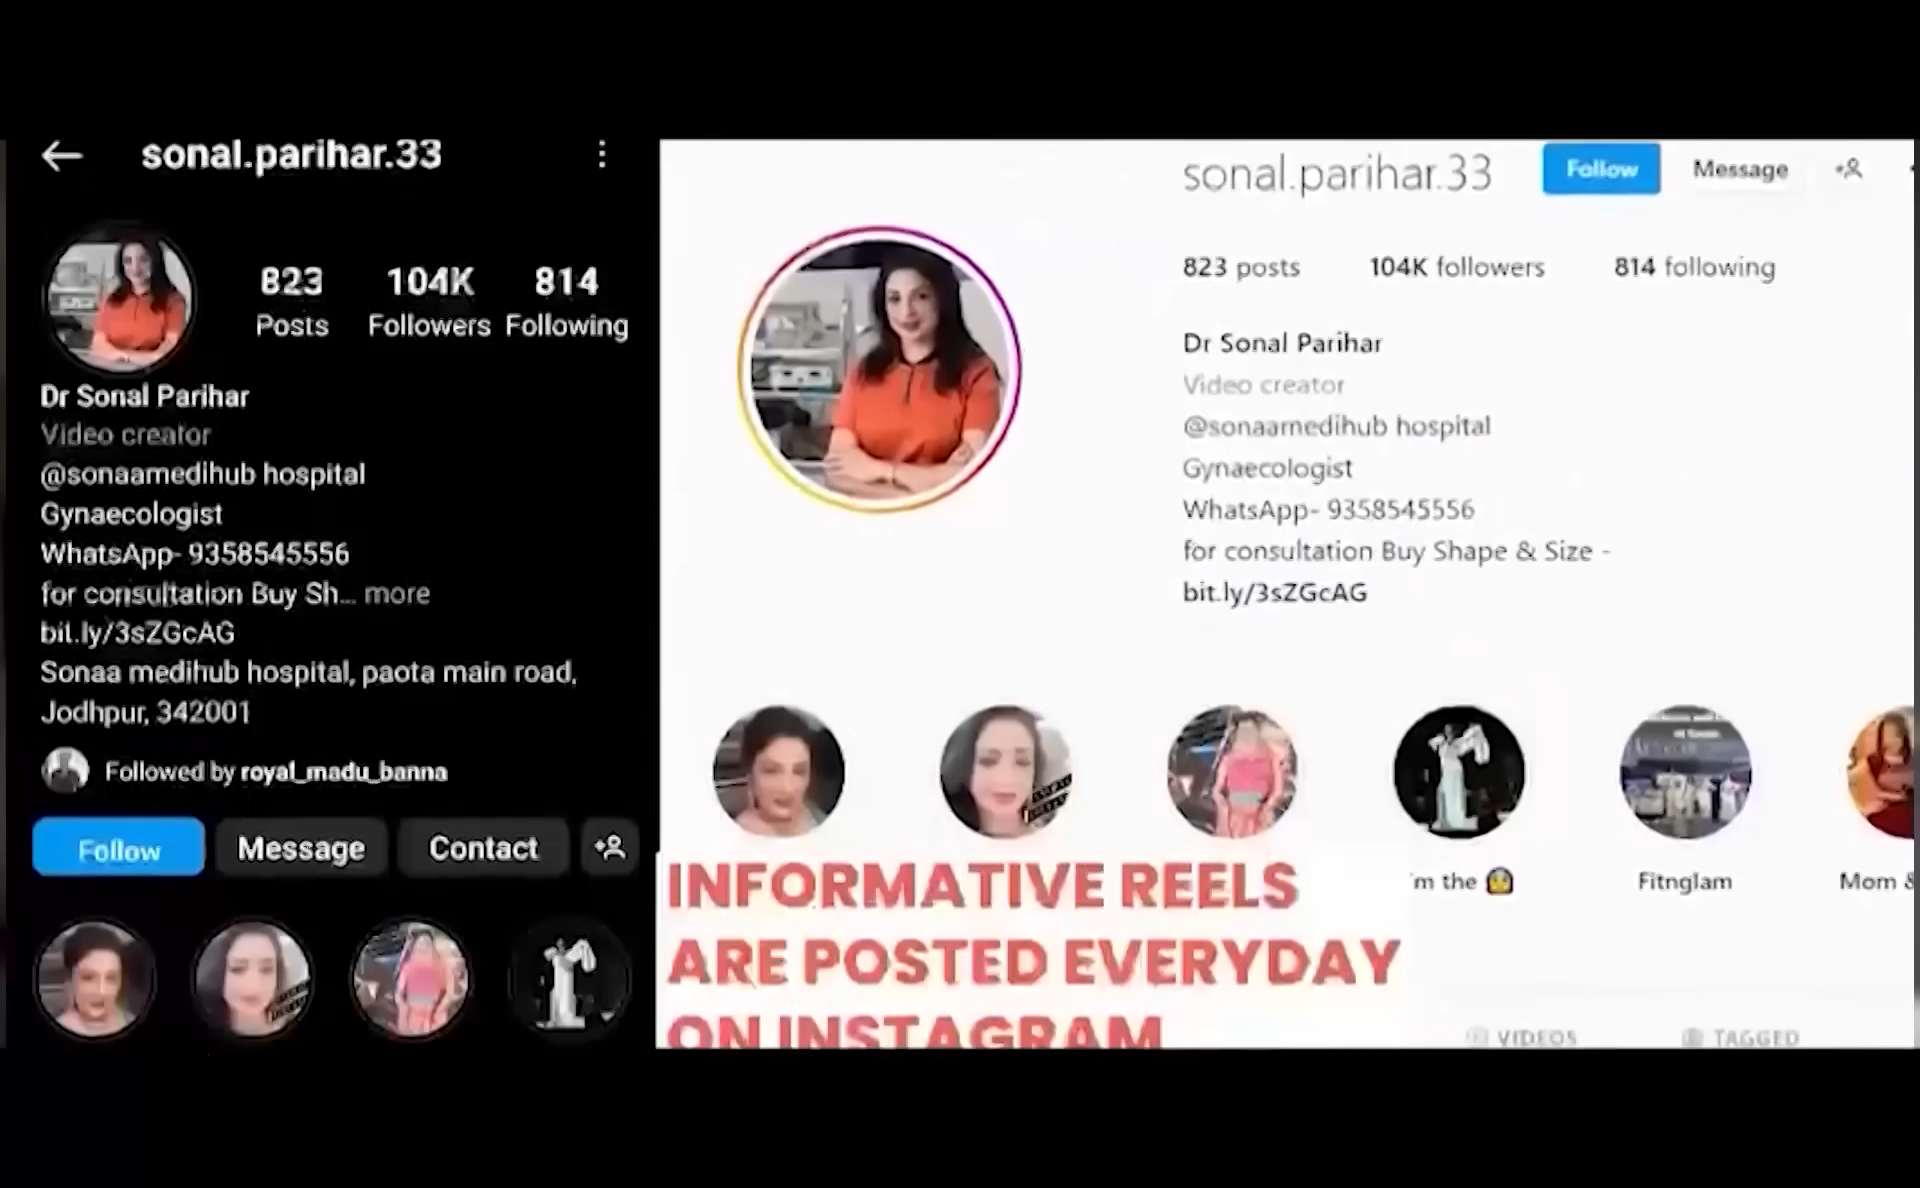 sonal.parihar.33
823 104K 814
Posts Followers Following
Dr Sonal Parihar
Video creator
@sonaamedihub hospital
Gynaecologist
WhatsApp- 9358545556
for consultation Buy Sh... more
bit.ly/3sZGcAG
Sonaa medihub hospital, paota main road,
Jodhpur, 342001
Followed by royal_madu_banna
Follow Message Contact
sonal.parihar.33 Follow Message
823 posts 104K followers 814 following
Dr Sonal Parihar
Video creator
@sonaamedihub hospital
Gynaecologist
WhatsApp- 9358545556
for consultation Buy Shape & Size -
bit.ly/3sZGcAG
'm the Fitnglam Mom &
INFORMATIVE REELS
ARE POSTED EVERYDAY
ON INSTAGRAM
VIDEOS TAGGED